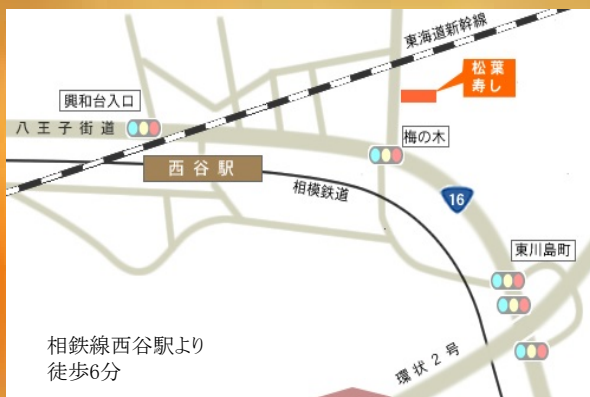 東海道新幹線
松葉
寿し
興和台入口
八王子街道
梅の木
西谷駅
相模鉄道
16
東川島町
環状2号
相鉄線西谷駅より
徒歩6分